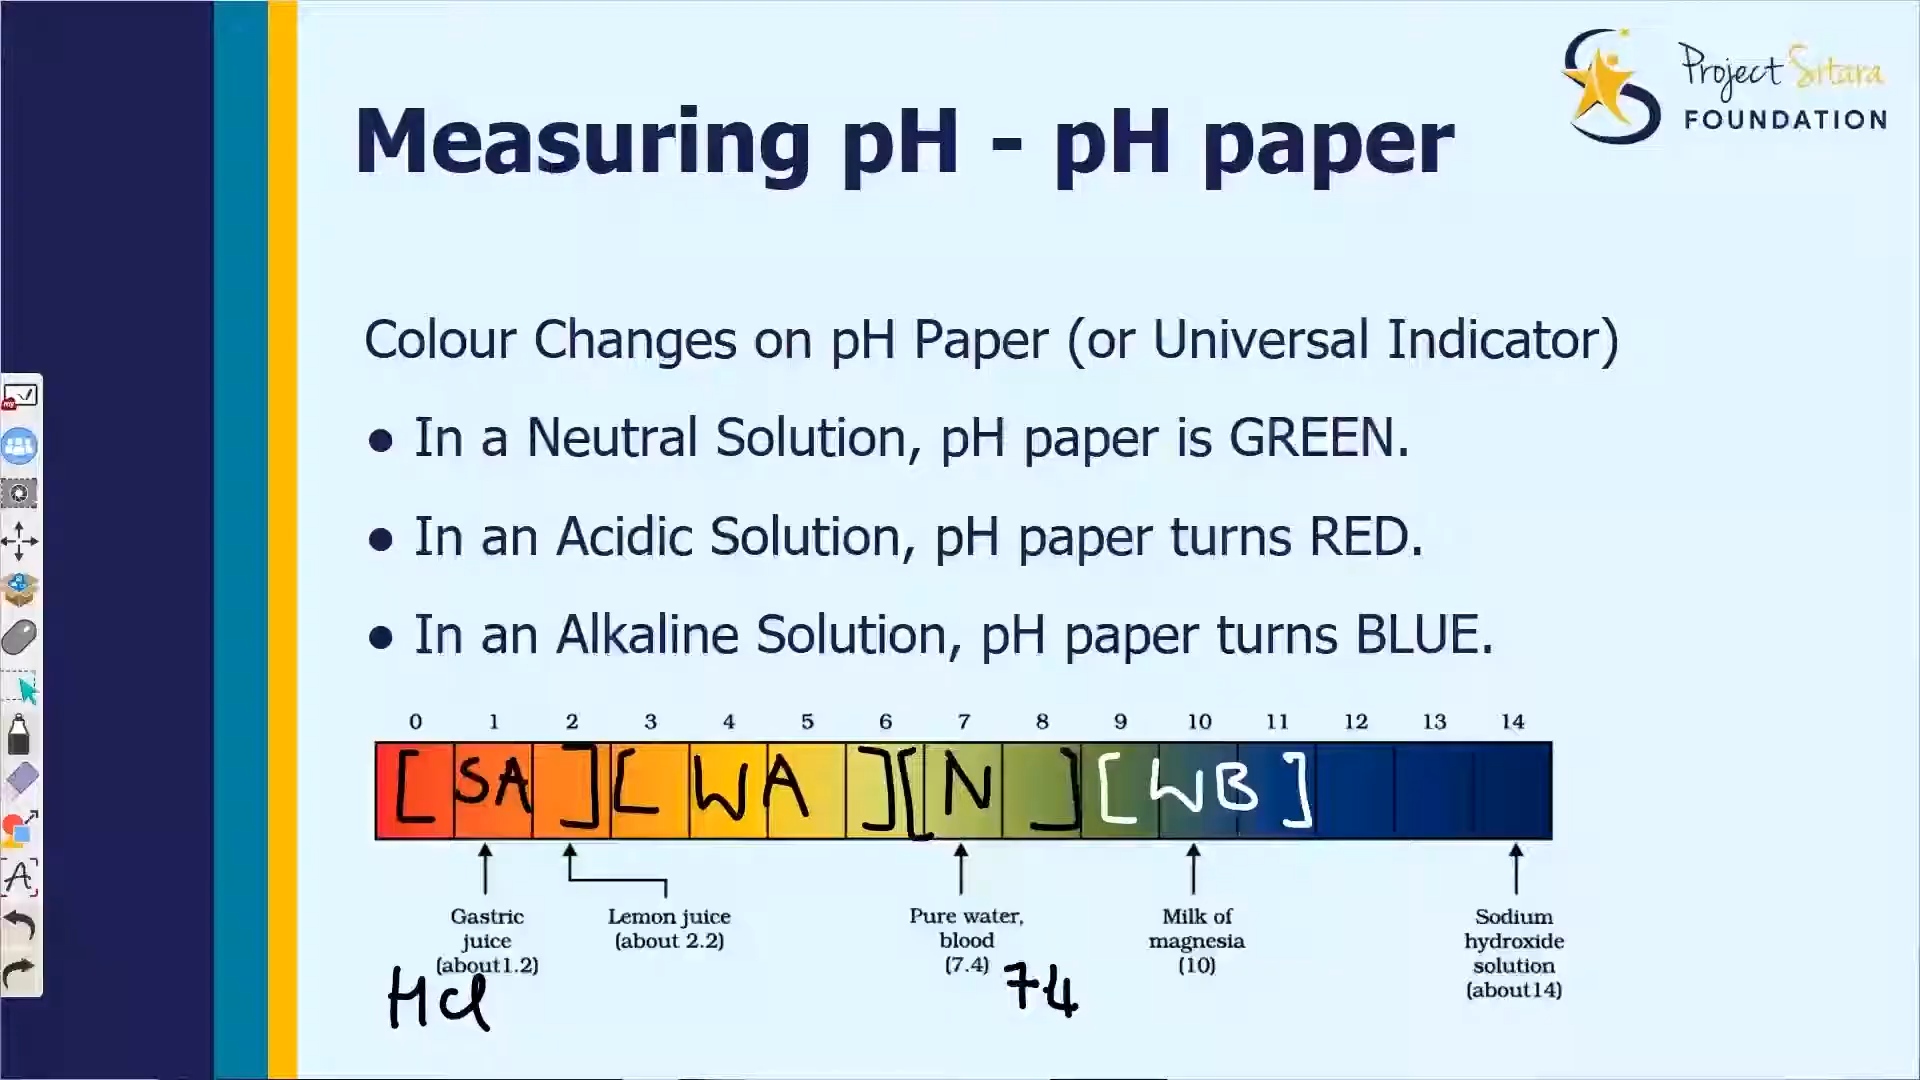 Project Sitara
FOUNDATION
Measuring pH - pH paper
Colour Changes on pH Paper (or Universal Indicator)
● In a Neutral Solution, pH paper is GREEN.
● In an Acidic Solution, pH paper turns RED.
● In an Alkaline Solution, pH paper turns BLUE.
0 1 2 3 4 5 6 7 8 9 10 11 12 13 14
[ SA ] [ WA ] [ N ] [ WB ]
Gastric
juice
(about1.2)
HCl
Lemon juice
(about 2.2)
Pure water,
blood
(7.4)
74
Milk of
magnesia
(10)
Sodium
hydroxide
solution
(about14)